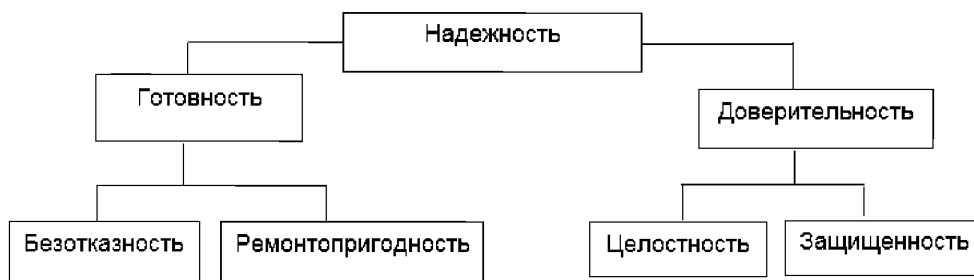 Надежность
Готовность
Доверительность
Безотказность
Ремонтопригодность
Целостность
Защищенность